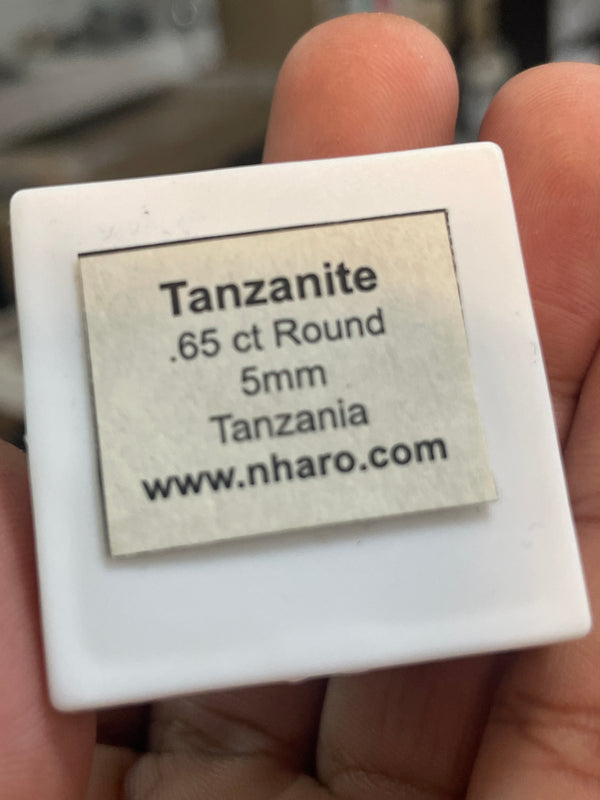 Tanzanite
.65 ct Round
5mm
Tanzania
www.nharo.com